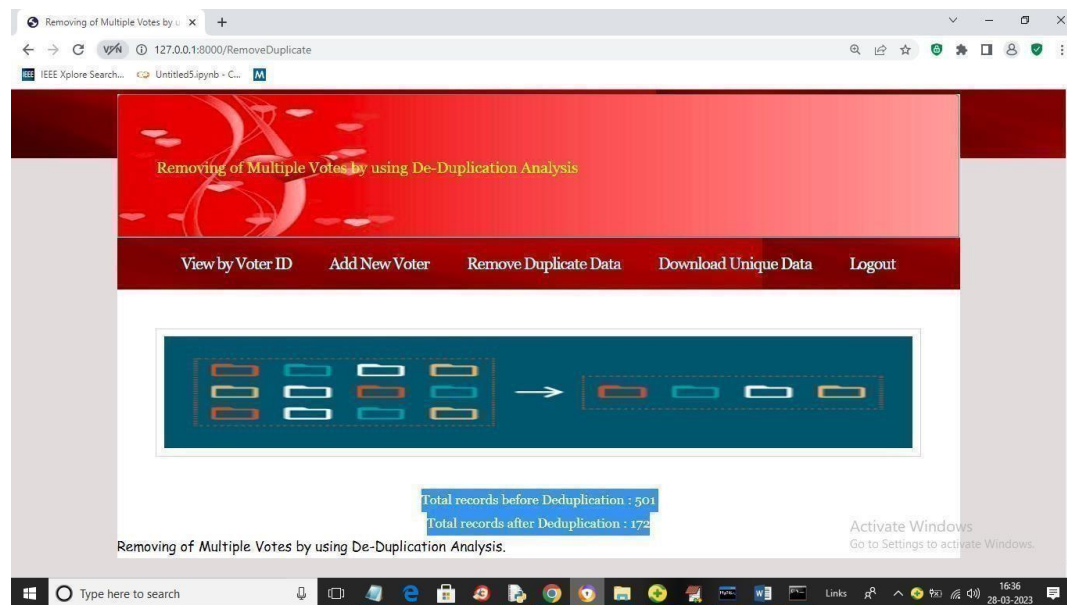 Removing of Multiple Votes by u
VPN
127.0.0.1:8000/RemoveDuplicate
IEEE IEEE Xplore Search...
Untitled5.ipynb - C...
M
Removing of Multiple Votes by using De-Duplication Analysis
View by Voter ID Add New Voter Remove Duplicate Data Download Unique Data Logout
Total records before Deduplication : 501
Total records after Deduplication : 172
Removing of Multiple Votes by using De-Duplication Analysis.
Activate Windows
Go to Settings to activate Windows.
Type here to search
Links
16:36
28-03-2023